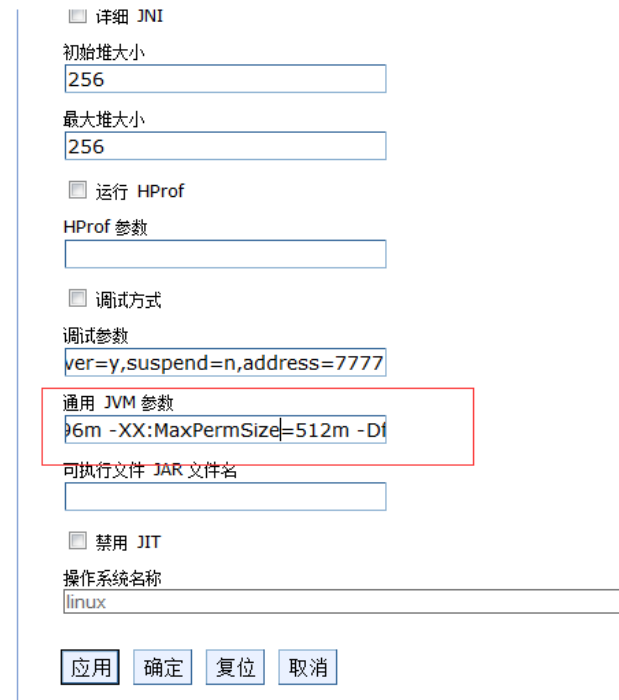 详细 JNI
初始堆大小
256
最大堆大小
256
运行 HProf
HProf 参数
调试方式
调试参数
ver=y,suspend=n,address=7777
通用 JVM 参数
96m -XX:MaxPermSize=512m -Df
可执行文件 JAR 文件名
禁用 JIT
操作系统名称
linux
应用 确定 复位 取消